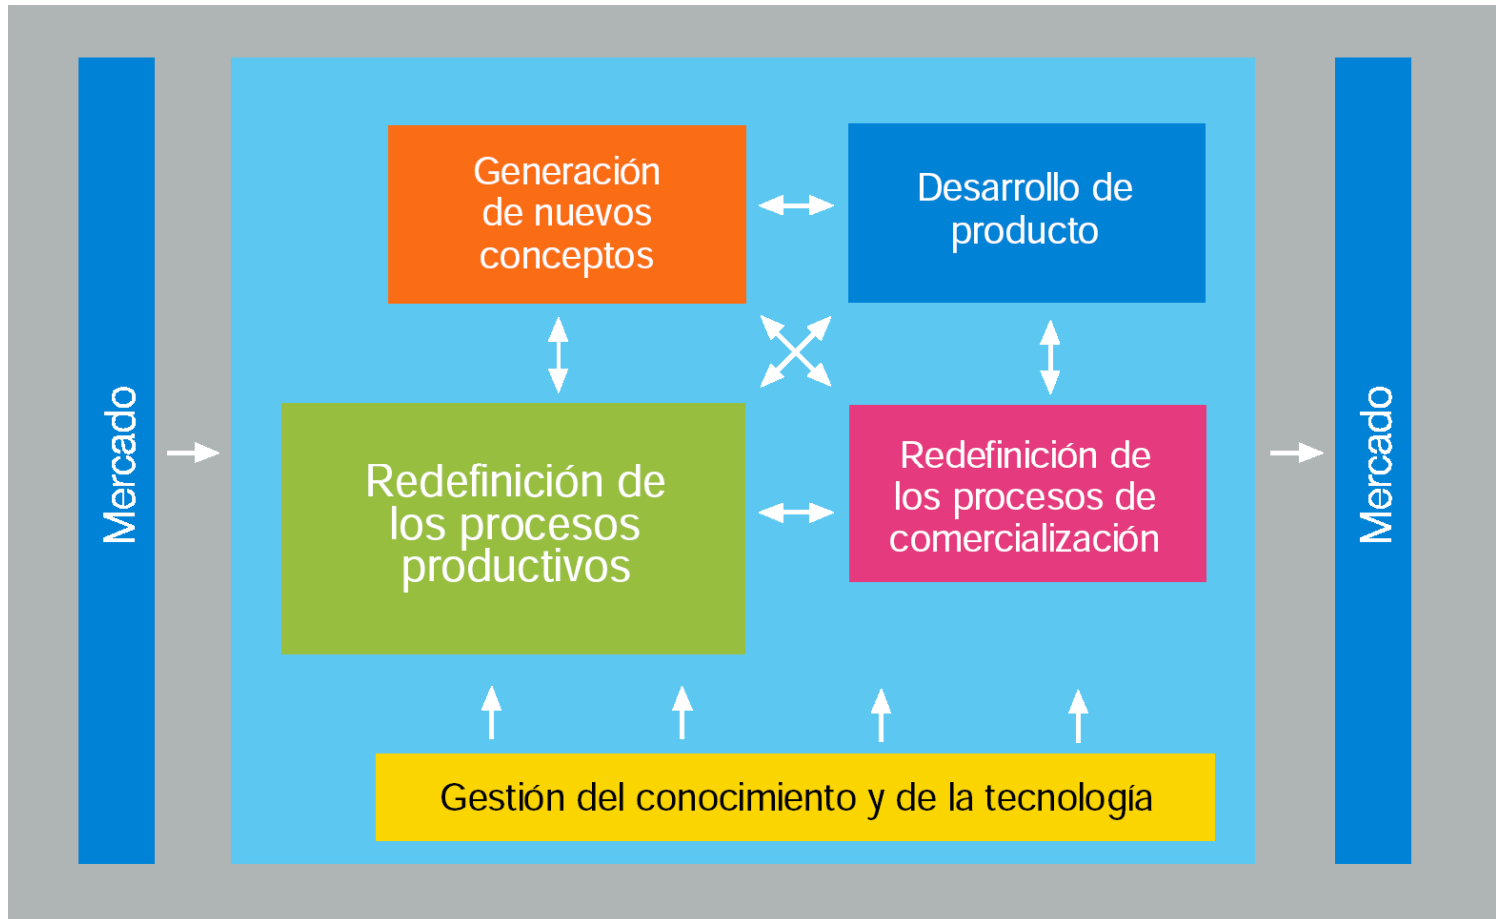 Mercado
Generación
de nuevos
conceptos
Desarrollo de
producto
Redefinición de
los procesos
productivos
Redefinición de
los procesos de
comercialización
Gestión del conocimiento y de la tecnología
Mercado